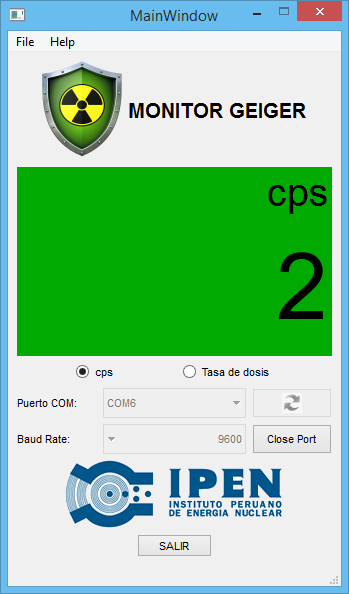 MainWindow
File Help
MONITOR GEIGER
cps
2
cps Tasa de dosis
Puerto COM: COM6
Baud Rate: 9600 Close Port
IPEN
INSTITUTO PERUANO
DE ENERGIA NUCLEAR
SALIR